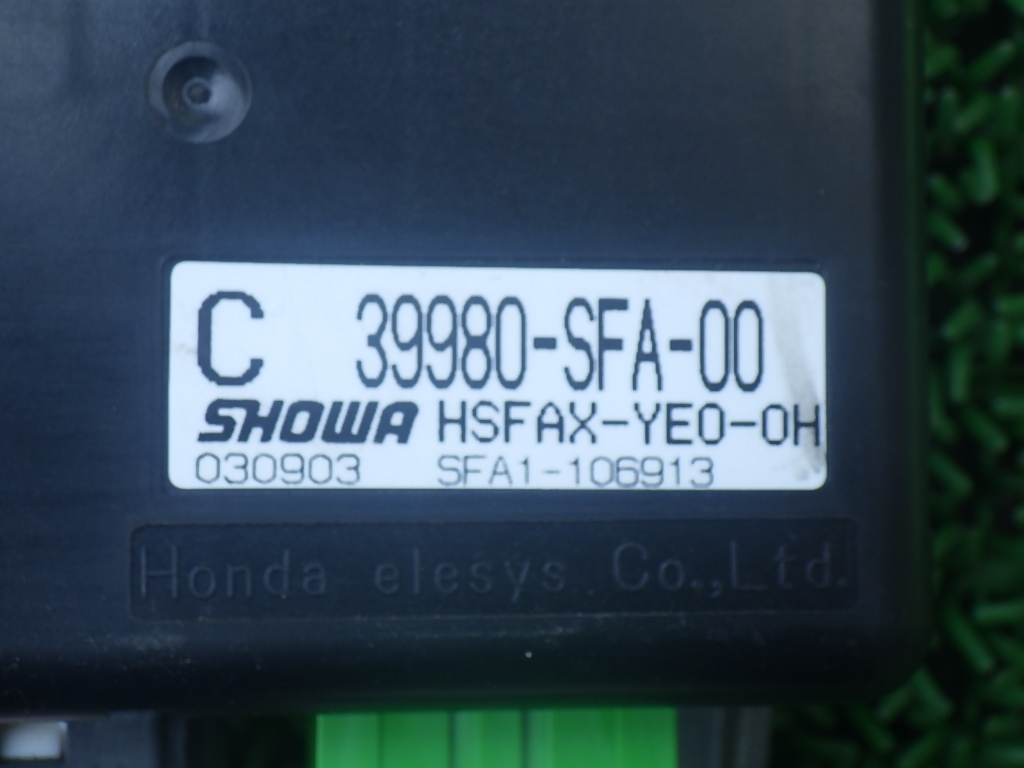 C 39980-SFA-00
SHOWA HSFAX-YE0-0H
030903 SFA1-106913
Honda elesys Co.,Ltd.